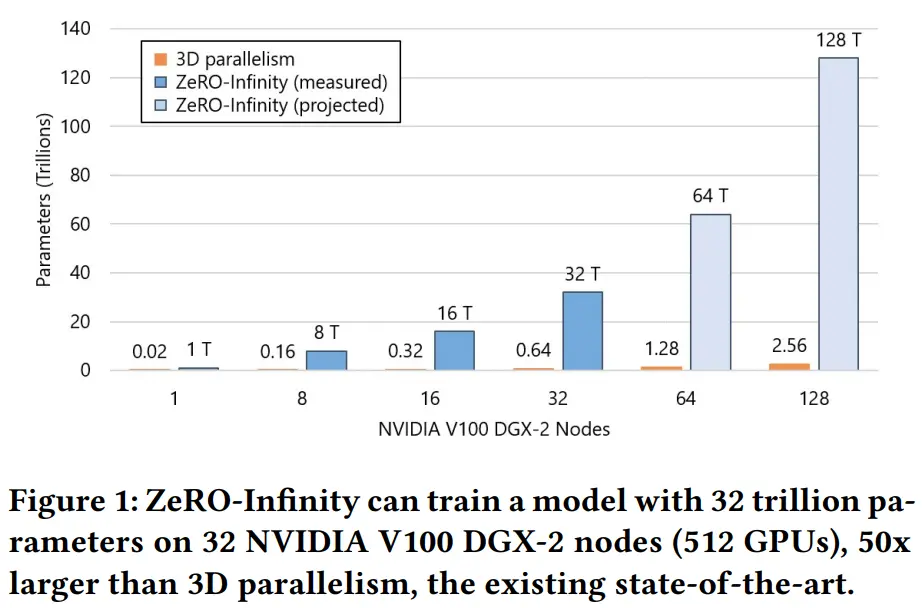 140
120
100
80
60
40
20
0
Parameters (Trillions)
3D parallelism
ZeRO-Infinity (measured)
ZeRO-Infinity (projected)
0.02 1 T 0.16 8 T 0.32 16 T 0.64 32 T 1.28 64 T 2.56 128 T
1 8 16 32 64 128
NVIDIA V100 DGX-2 Nodes
Figure 1: ZeRO-Infinity can train a model with 32 trillion pa-
rameters on 32 NVIDIA V100 DGX-2 nodes (512 GPUs), 50x
larger than 3D parallelism, the existing state-of-the-art.